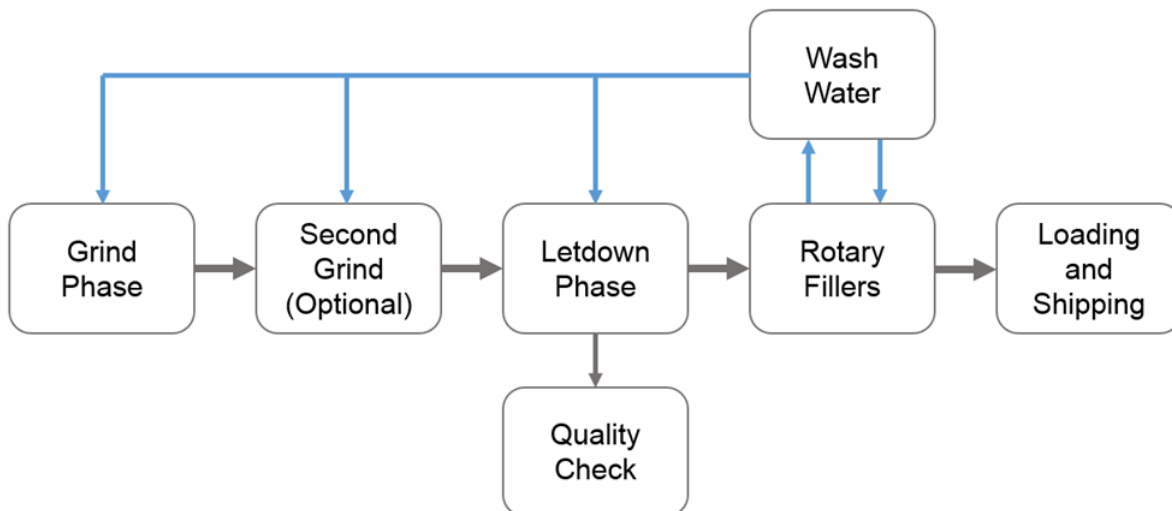 Wash
Water
Grind
Phase
Second
Grind
(Optional)
Letdown
Phase
Rotary
Fillers
Loading
and
Shipping
Quality
Check